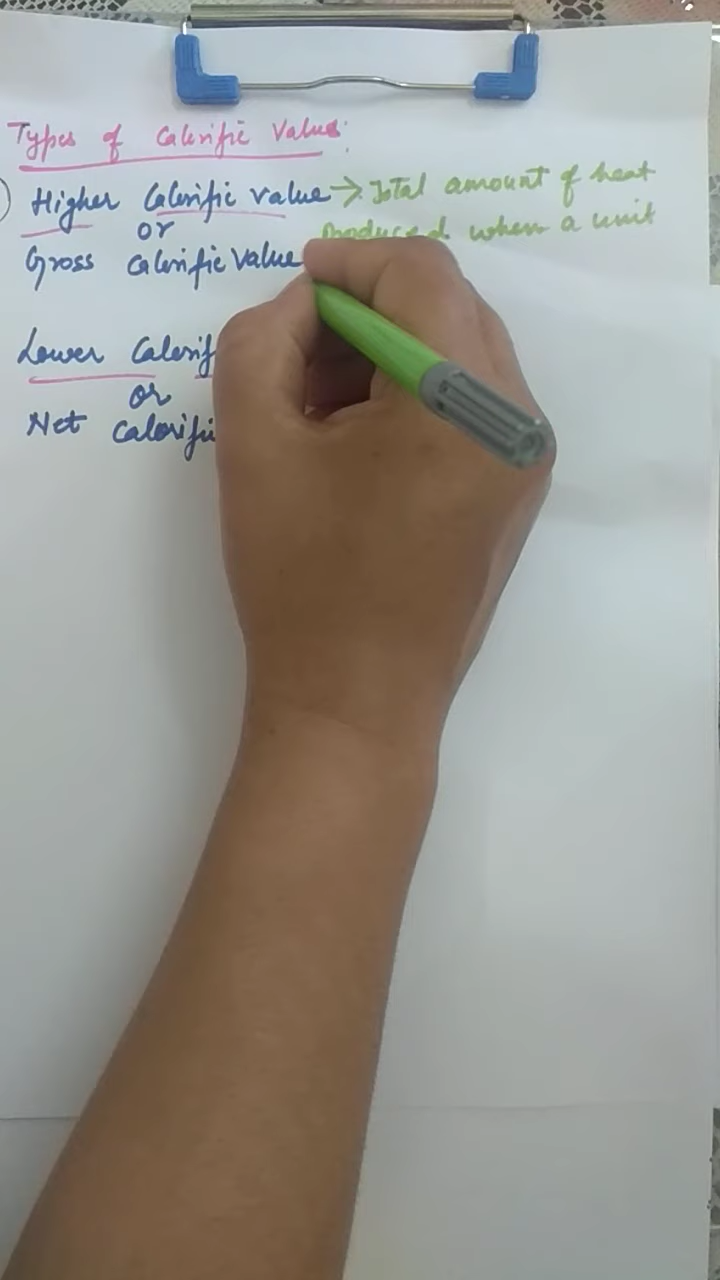 Types of Calorific Value:
Higher Calorific value → Total amount of heat
or produced when a unit
Gross calorific value
Lower
or
Net